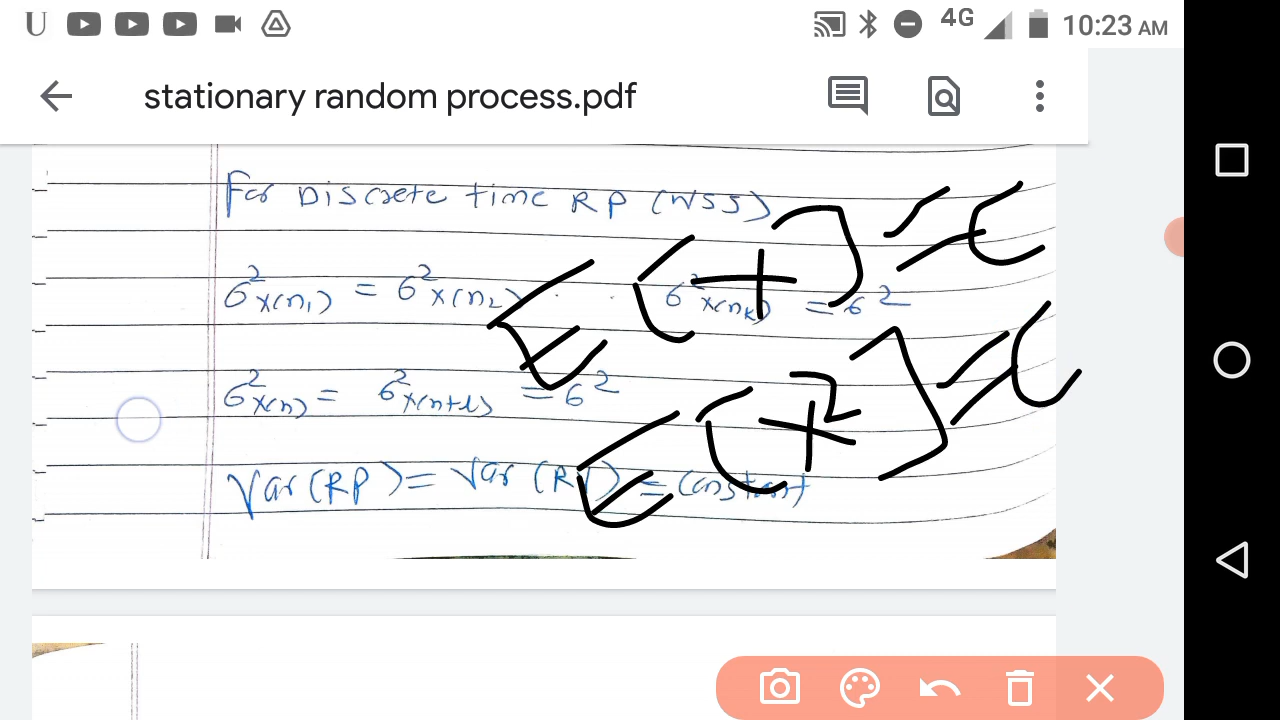 U 4G 10:23 AM
stationary random process.pdf
For Discrete time RP (WSS)
σ²x(n₁) = σ²x(n₂) . . σ²x(nₖ) = σ²
E[X] = C
σ²x(n) = σ²x(n+l) = σ²
E[X²] = C
Var(RP) = Var(RV) = Constant